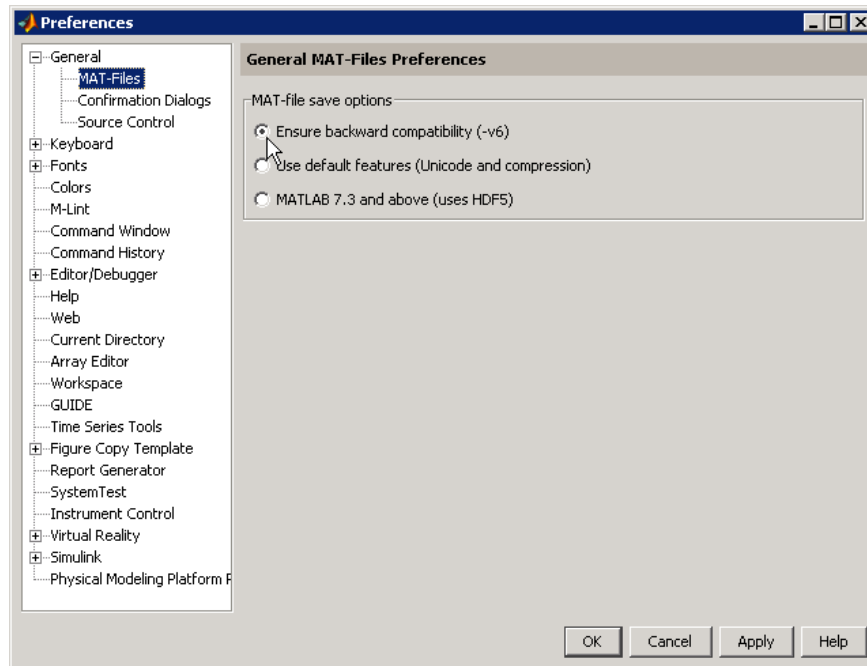 Preferences
General
MAT-Files
Confirmation Dialogs
Source Control
Keyboard
Fonts
Colors
M-Lint
Command Window
Command History
Editor/Debugger
Help
Web
Current Directory
Array Editor
Workspace
GUIDE
Time Series Tools
Figure Copy Template
Report Generator
SystemTest
Instrument Control
Virtual Reality
Simulink
Physical Modeling Platform
General MAT-Files Preferences
MAT-file save options
Ensure backward compatibility (-v6)
Use default features (Unicode and compression)
MATLAB 7.3 and above (uses HDF5)
OK Cancel Apply Help